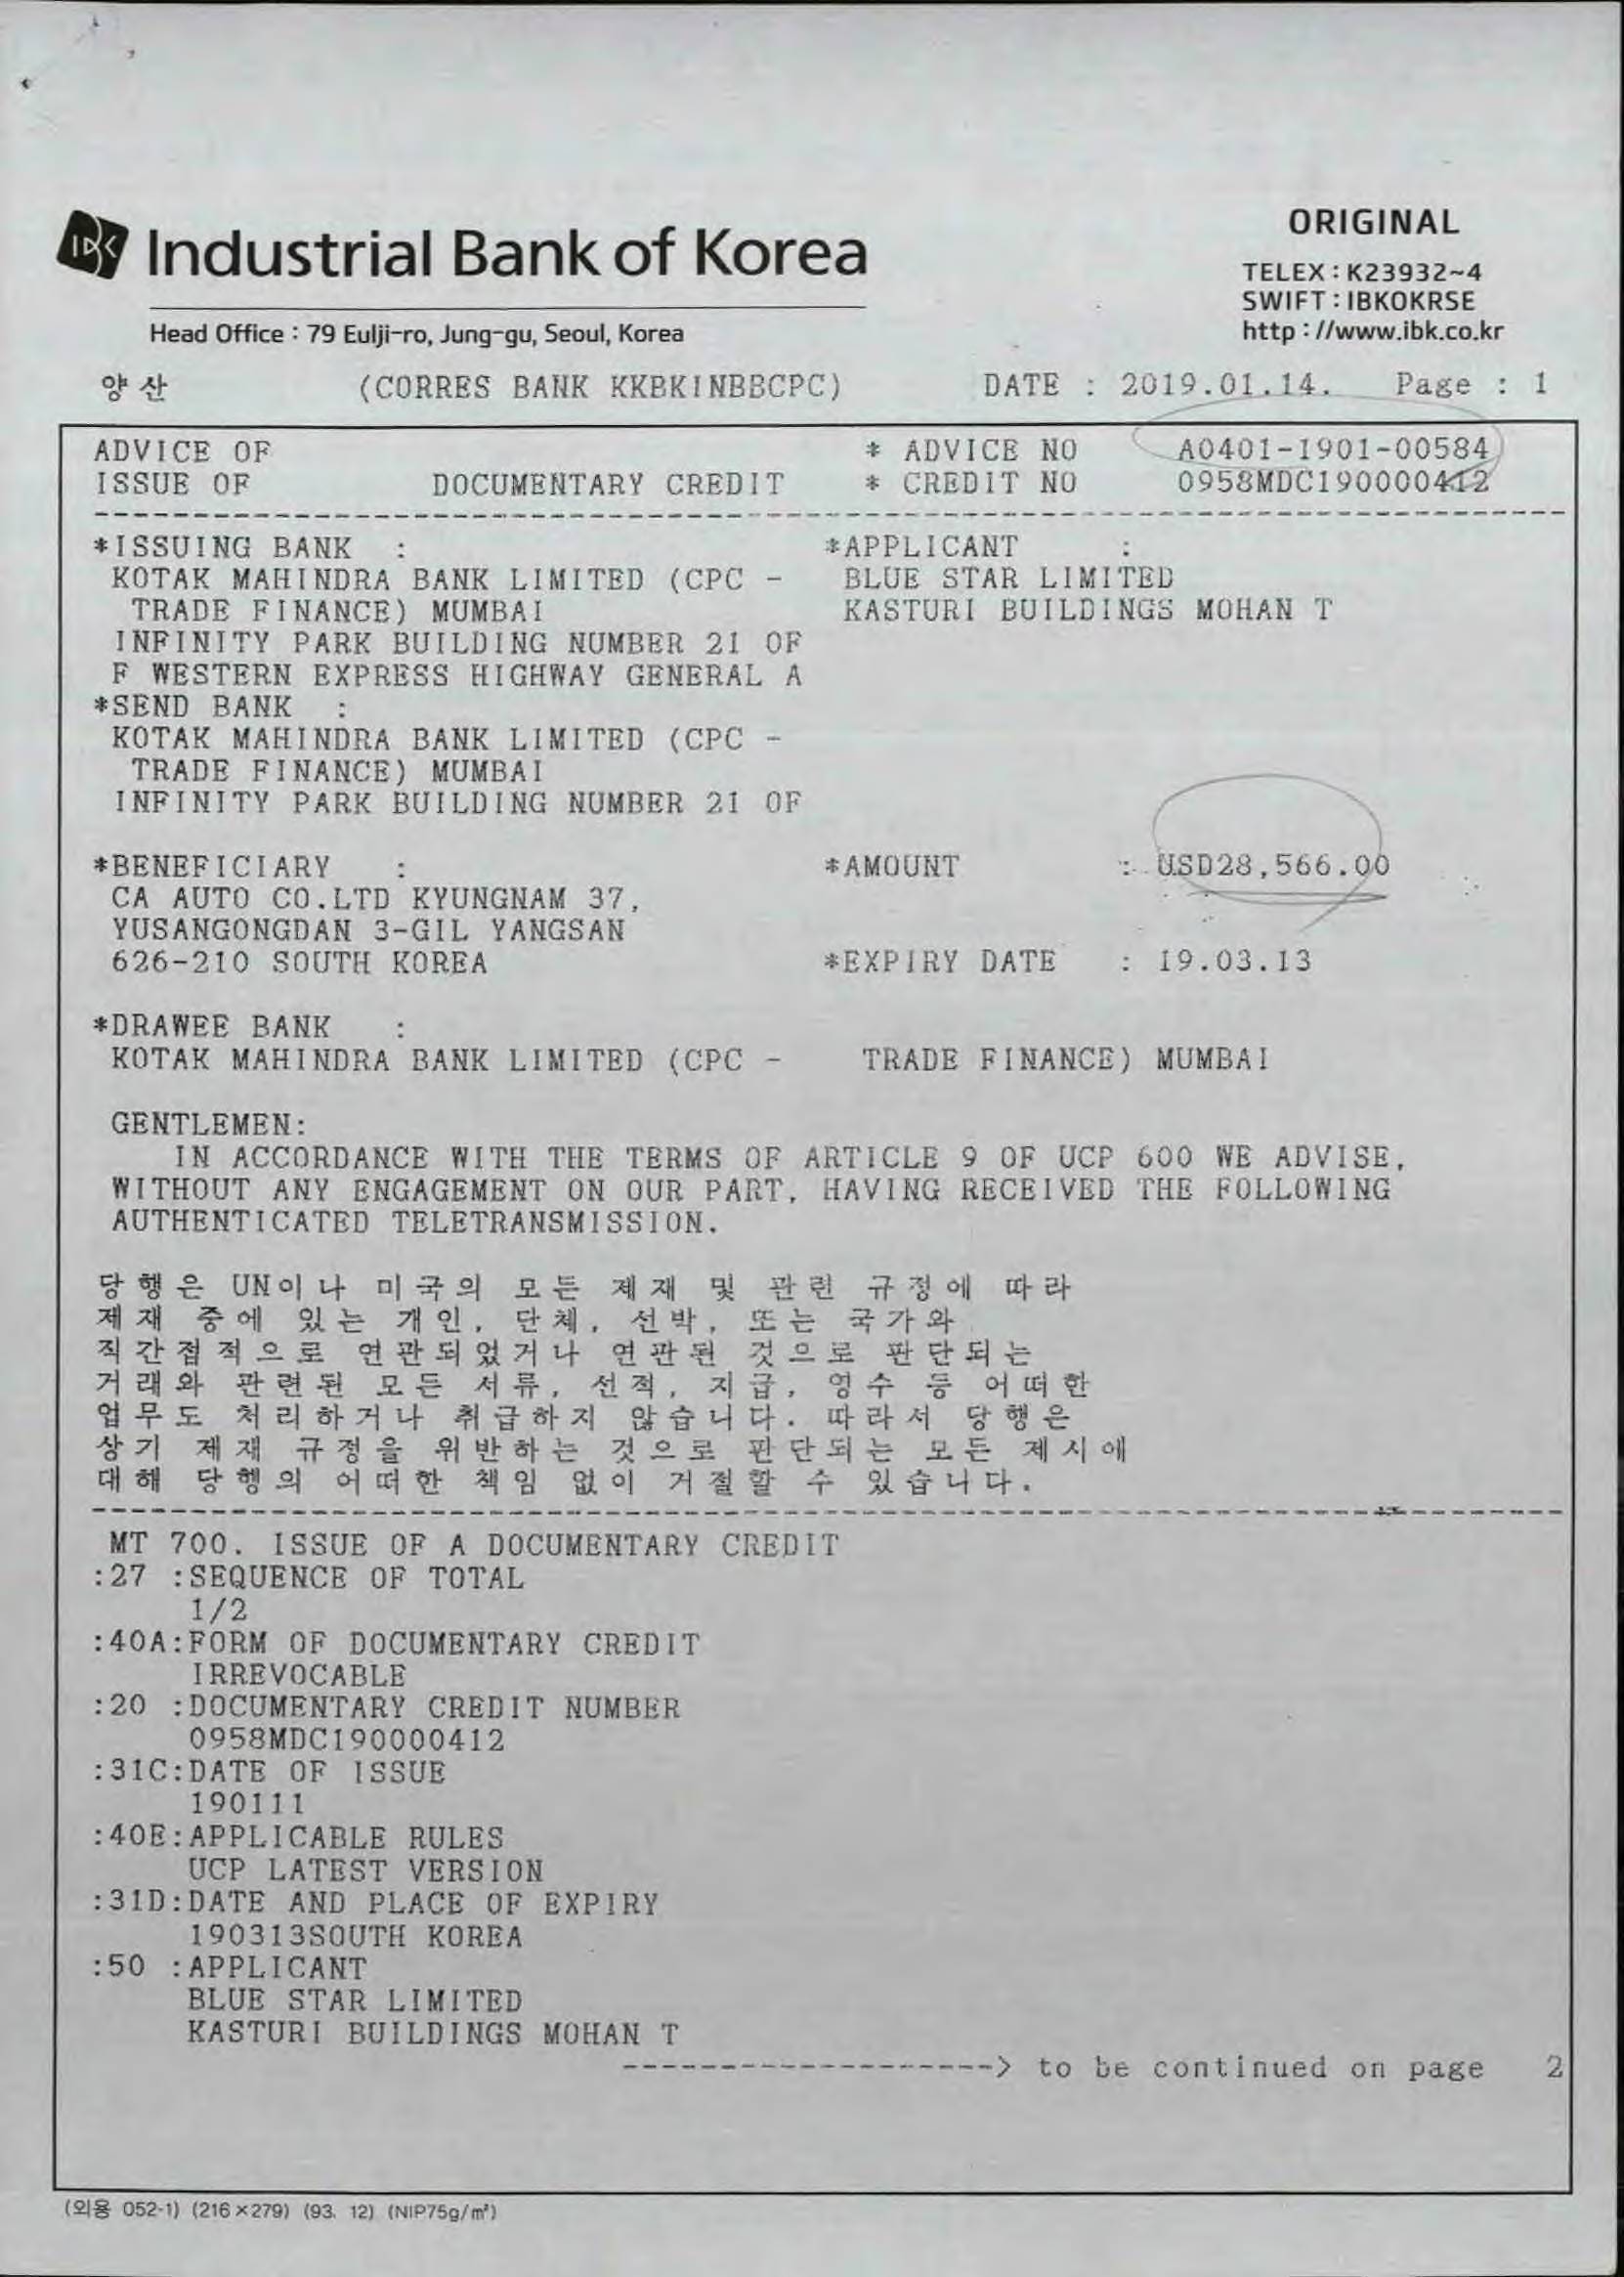 IBK Industrial Bank of Korea
Head Office : 79 Eulji-ro, Jung-gu, Seoul, Korea
ORIGINAL
TELEX : K23932~4
SWIFT : IBKOKRSE
http : //www.ibk.co.kr
양산 (CORRES BANK KKBKINBBCPC) DATE : 2019.01.14. Page : 1
ADVICE OF * ADVICE NO A0401-1901-00584
ISSUE OF DOCUMENTARY CREDIT * CREDIT NO 0958MDC190000412
*ISSUING BANK : *APPLICANT :
KOTAK MAHINDRA BANK LIMITED (CPC - BLUE STAR LIMITED
TRADE FINANCE) MUMBAI KASTURI BUILDINGS MOHAN T
INFINITY PARK BUILDING NUMBER 21 OF
F WESTERN EXPRESS HIGHWAY GENERAL A
*SEND BANK :
KOTAK MAHINDRA BANK LIMITED (CPC -
TRADE FINANCE) MUMBAI
INFINITY PARK BUILDING NUMBER 21 OF
*BENEFICIARY : *AMOUNT : USD28,566.00
CA AUTO CO.LTD KYUNGNAM 37,
YUSANGONGDAN 3-GIL YANGSAN
626-210 SOUTH KOREA *EXPIRY DATE : 19.03.13
*DRAWEE BANK :
KOTAK MAHINDRA BANK LIMITED (CPC - TRADE FINANCE) MUMBAI
GENTLEMEN:
IN ACCORDANCE WITH THE TERMS OF ARTICLE 9 OF UCP 600 WE ADVISE,
WITHOUT ANY ENGAGEMENT ON OUR PART, HAVING RECEIVED THE FOLLOWING
AUTHENTICATED TELETRANSMISSION.
당행은 UN이나 미국의 모든 제재 및 관련 규정에 따라
제재 중에 있는 개인, 단체, 선박, 또는 국가와
직간접적으로 연관되었거나 연관된 것으로 판단되는
거래와 관련된 모든 서류, 선적, 지급, 영수 등 어떠한
업무도 처리하거나 취급하지 않습니다. 따라서 당행은
상기 제재 규정을 위반하는 것으로 판단되는 모든 제시에
대해 당행의 어떠한 책임 없이 거절할 수 있습니다.
MT 700. ISSUE OF A DOCUMENTARY CREDIT
:27 :SEQUENCE OF TOTAL
1/2
:40A:FORM OF DOCUMENTARY CREDIT
IRREVOCABLE
:20 :DOCUMENTARY CREDIT NUMBER
0958MDC190000412
:31C:DATE OF ISSUE
190111
:40E:APPLICABLE RULES
UCP LATEST VERSION
:31D:DATE AND PLACE OF EXPIRY
190313SOUTH KOREA
:50 :APPLICANT
BLUE STAR LIMITED
KASTURI BUILDINGS MOHAN T
-------------------> to be continued on page 2
(외용 052-1) (216×279) (93. 12) (NIP75g/㎡)